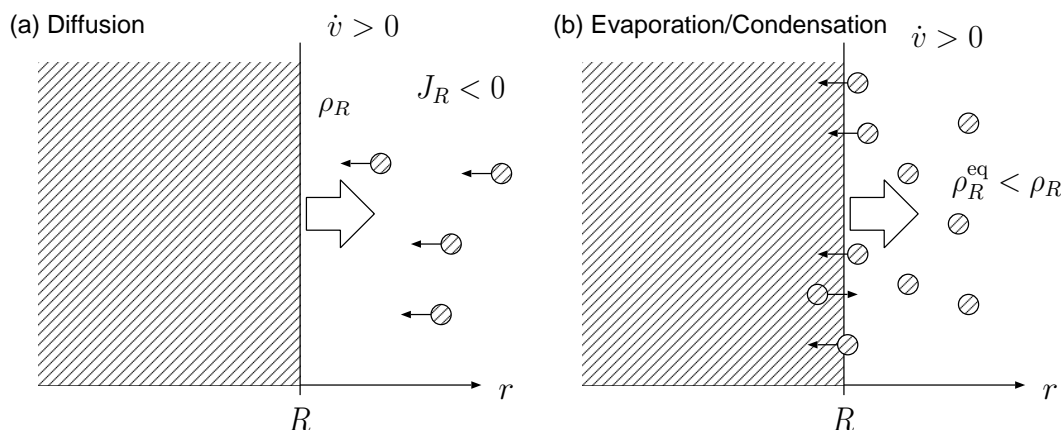 (a) Diffusion
v̇ > 0
J_R < 0
ρ_R
R
r
(b) Evaporation/Condensation
v̇ > 0
ρ_R^eq < ρ_R
R
r